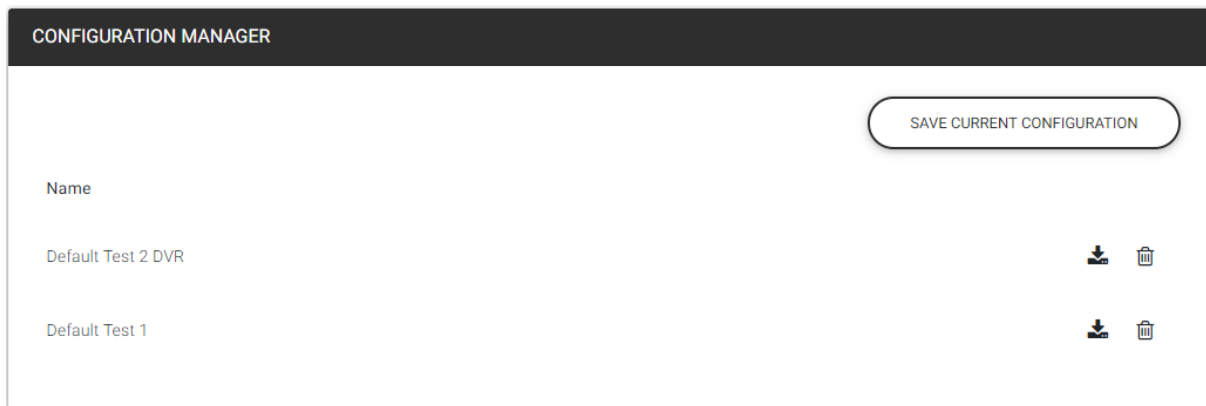 CONFIGURATION MANAGER
SAVE CURRENT CONFIGURATION
Name
Default Test 2 DVR
Default Test 1